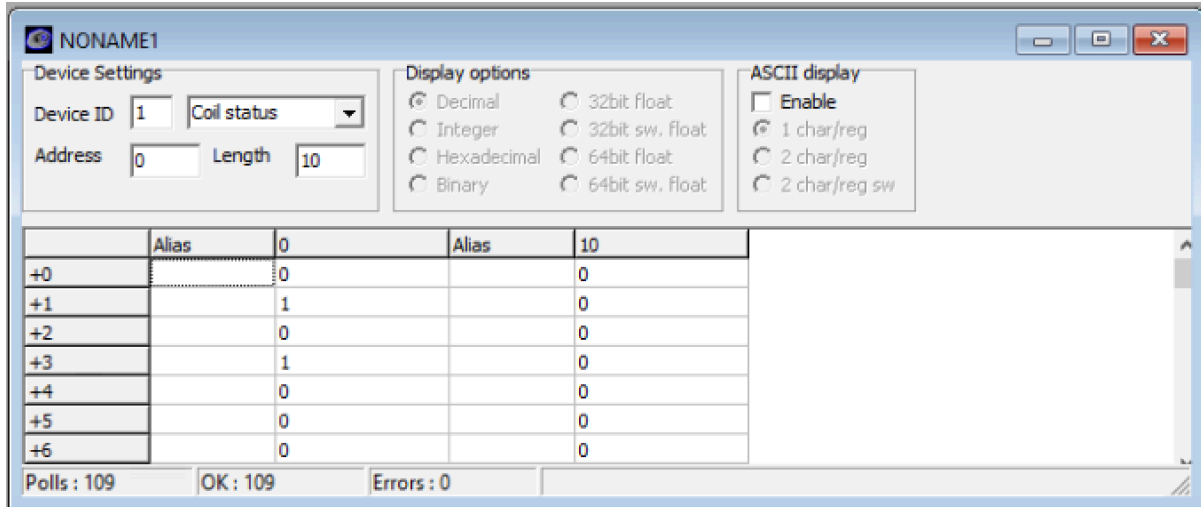 NONAME1
Device Settings Display options ASCII display
Device ID 1 Coil status Decimal 32bit float Enable
Integer 32bit sw. float 1 char/reg
Address 0 Length 10 Hexadecimal 64bit float 2 char/reg
Binary 64bit sw. float 2 char/reg sw
Alias 0 Alias 10
+0 0 0
+1 1 0
+2 0 0
+3 1 0
+4 0 0
+5 0 0
+6 0 0
Polls : 109 OK : 109 Errors : 0